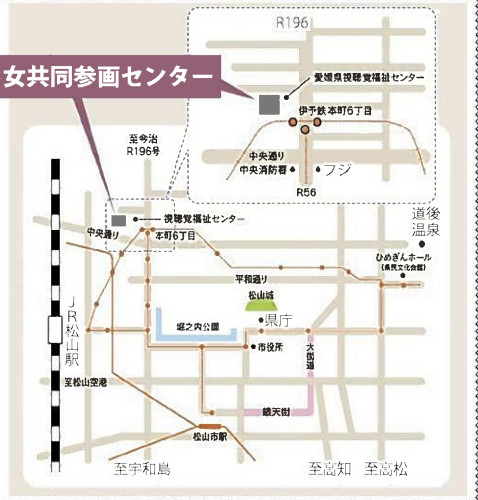 R196
女共同参画センター
愛媛県視聴覚福祉センター
伊予鉄本町6丁目
中央通り
中央消防署
フジ
R56
至今治
R196号
視聴覚福祉センター
中央通り
本町6丁目
道後
温泉
ひめぎんホール
(県民文化会館)
平和通り
松山城
県庁
堀之内公園
市役所
大街道
JR松山駅
至松山空港
銀天街
松山市駅
至宇和島
至高知
至高松